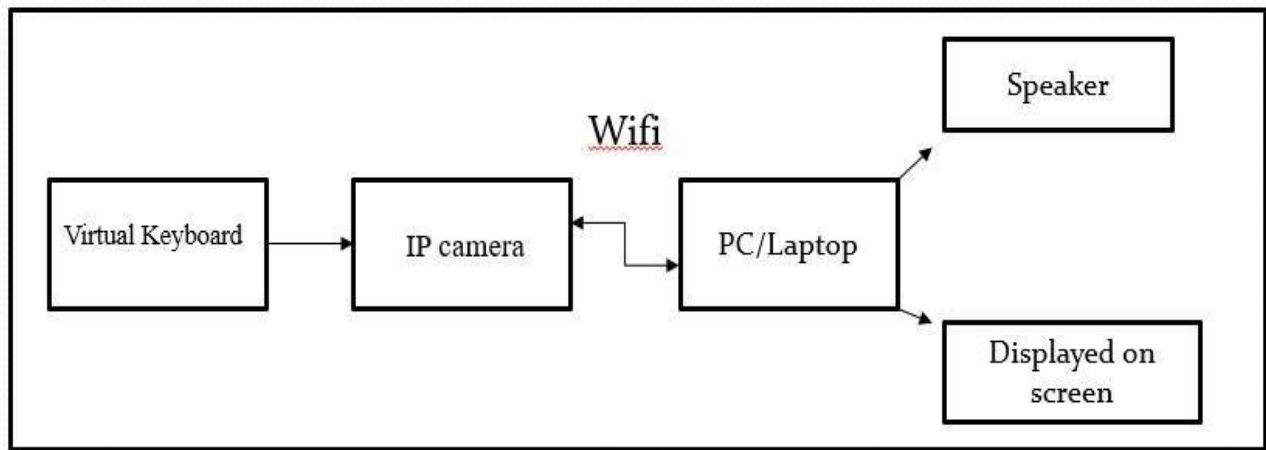 Speaker
Wifi
Virtual Keyboard
IP camera
PC/Laptop
Displayed on
screen